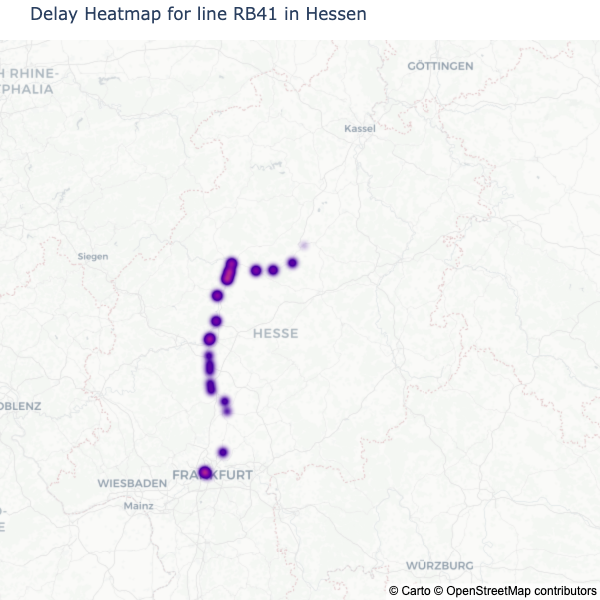 Delay Heatmap for line RB41 in Hessen
GÖTTINGEN
H RHINE-
TPHALIA
Kassel
Siegen
HESSE
OBLENZ
FRANKFURT
WIESBADEN
Mainz
E
WÜRZBURG
© Carto © OpenStreetMap contributors